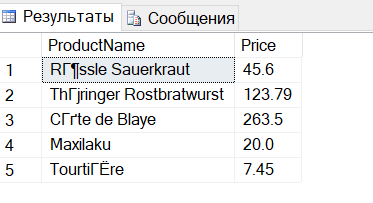 Результаты Сообщения
ProductName Price
1 RГ¶ssle Sauerkraut 45.6
2 ThГјringer Rostbratwurst 123.79
3 CГґte de Blaye 263.5
4 Maxilaku 20.0
5 TourtiГЁre 7.45